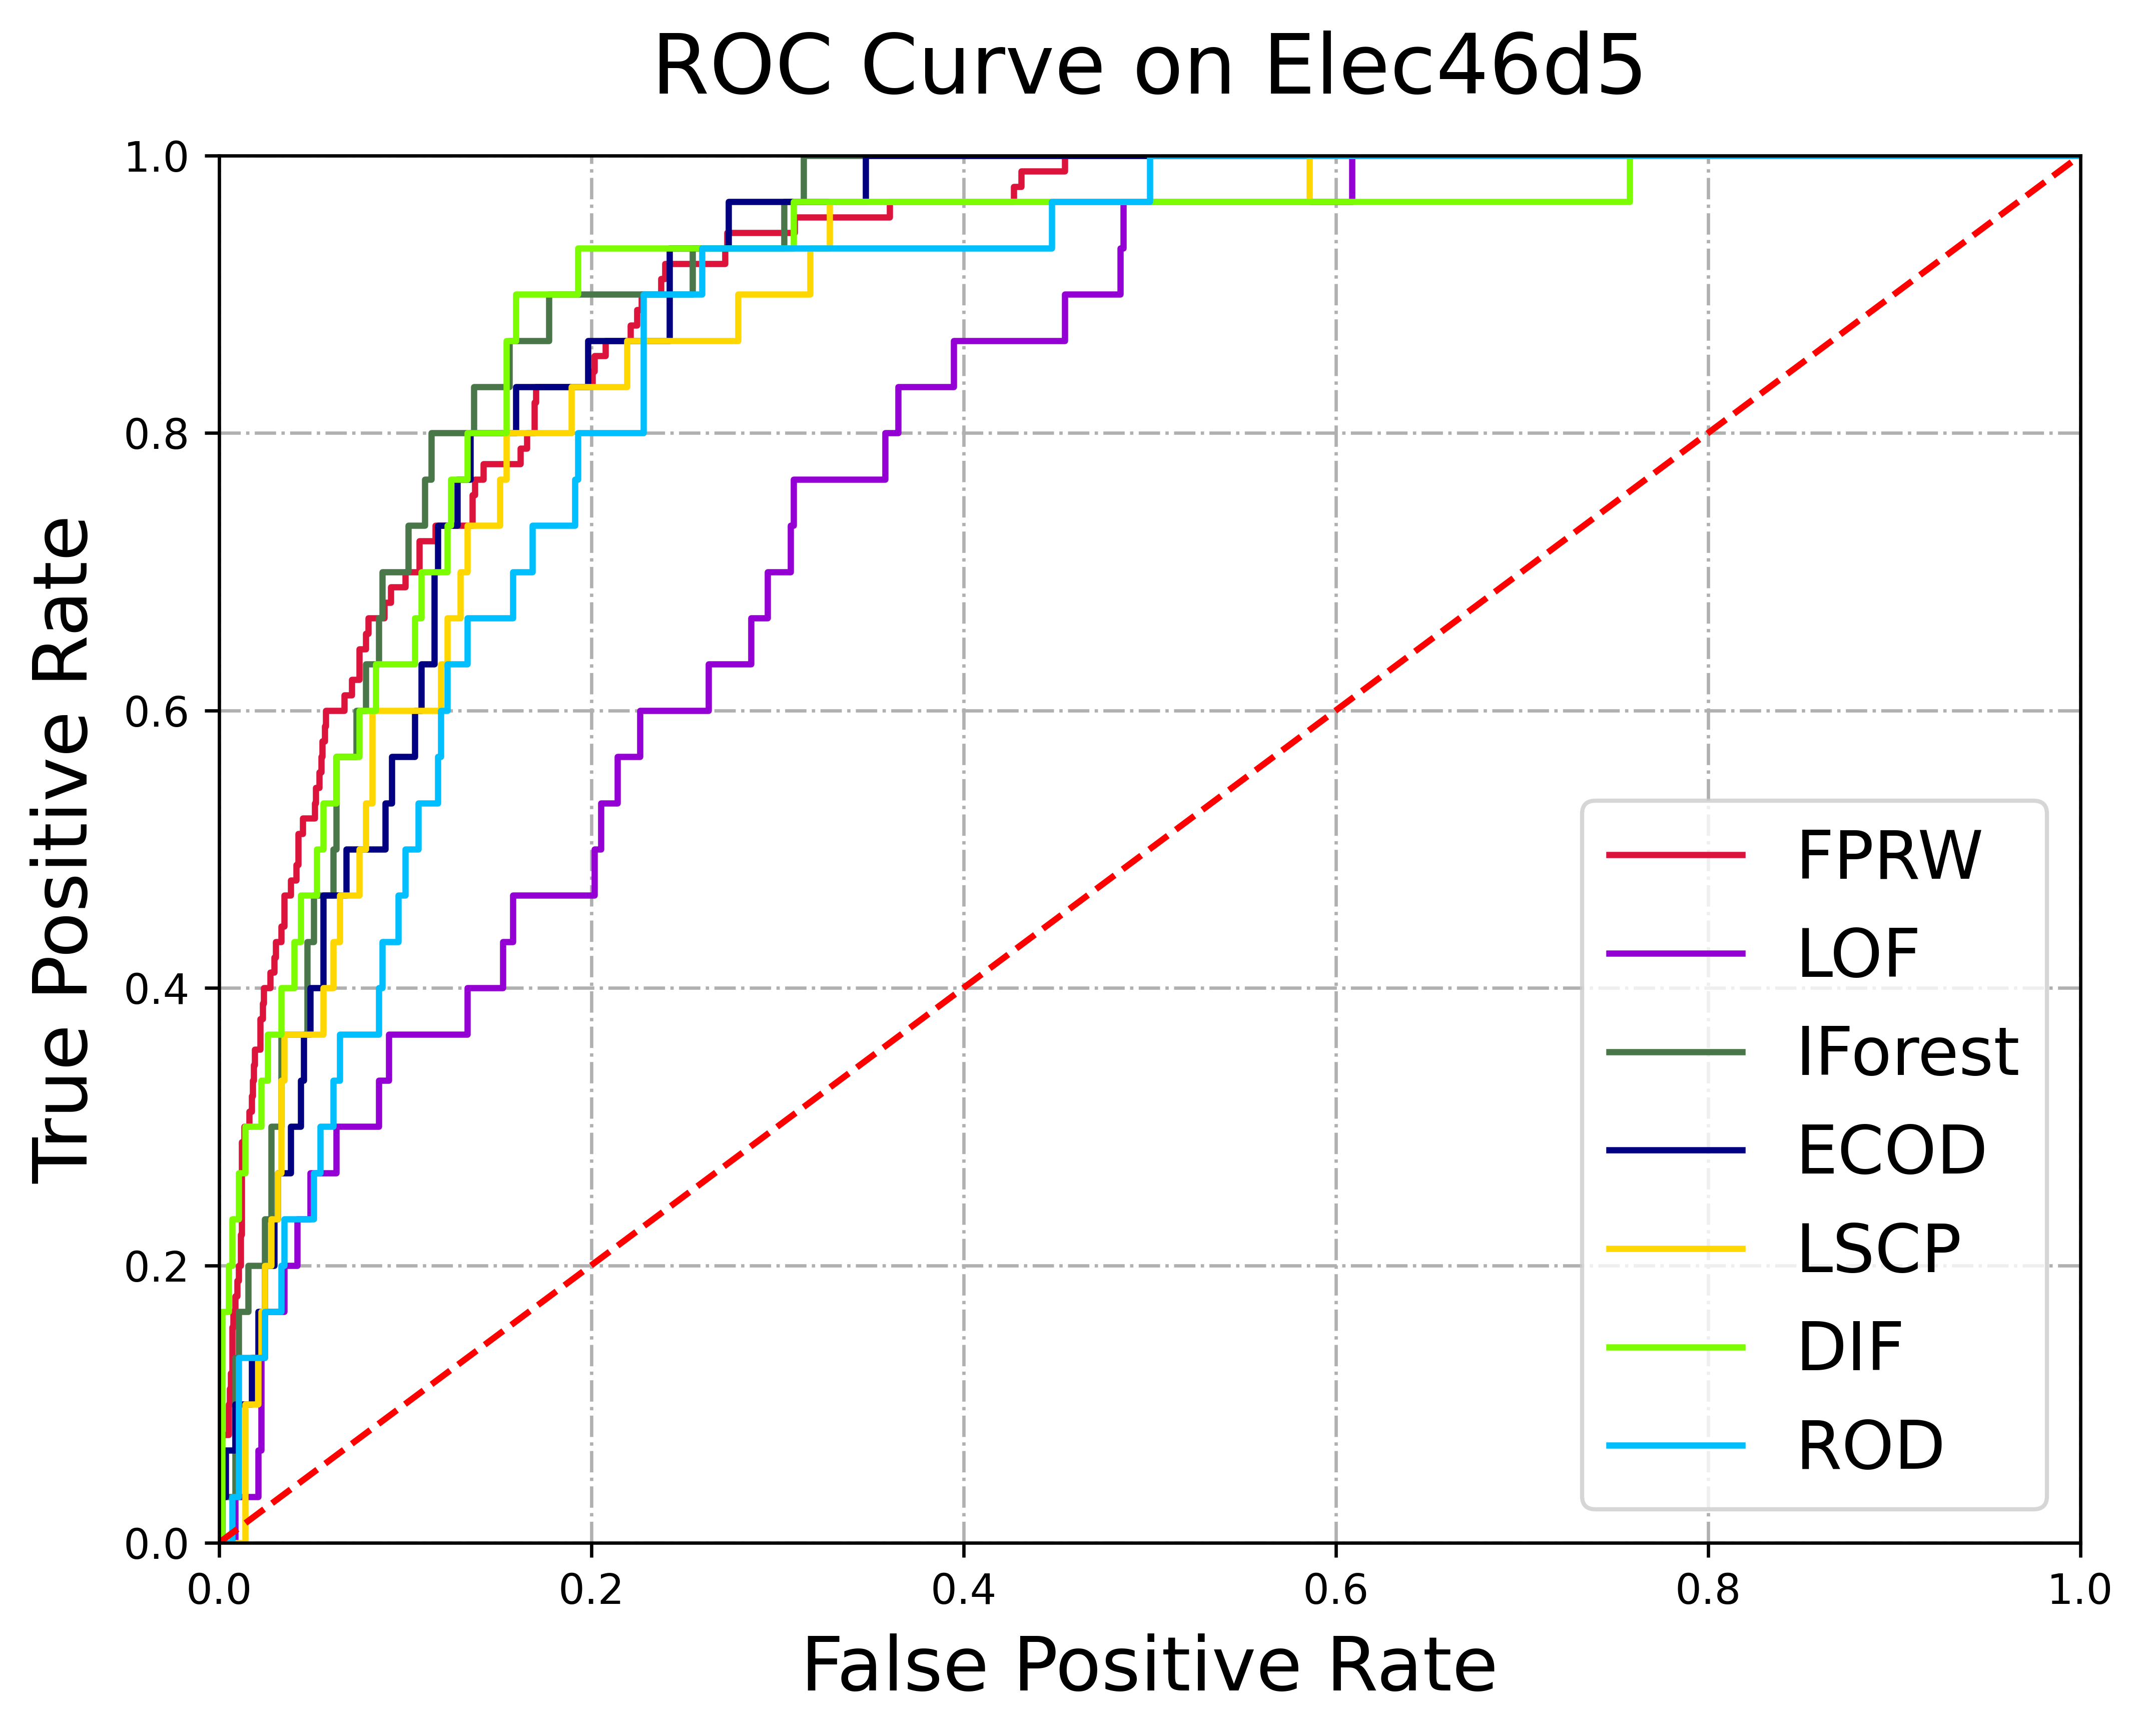 ROC Curve on Elec46d5
1.0
0.8
0.6
0.4
0.2
0.0
True Positive Rate
FPRW
LOF
IForest
ECOD
LSCP
DIF
ROD
0.0 0.2 0.4 0.6 0.8 1.0
False Positive Rate